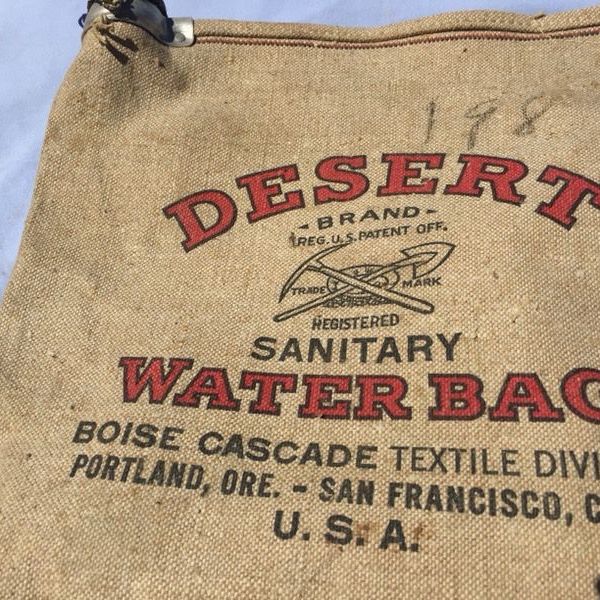 198
DESERT
- BRAND -
REG. U.S. PATENT OFF.
TRADE MARK
REGISTERED
SANITARY
WATER BAG
BOISE CASCADE TEXTILE DIVI
PORTLAND, ORE. - SAN FRANCISCO, C
U. S. A.